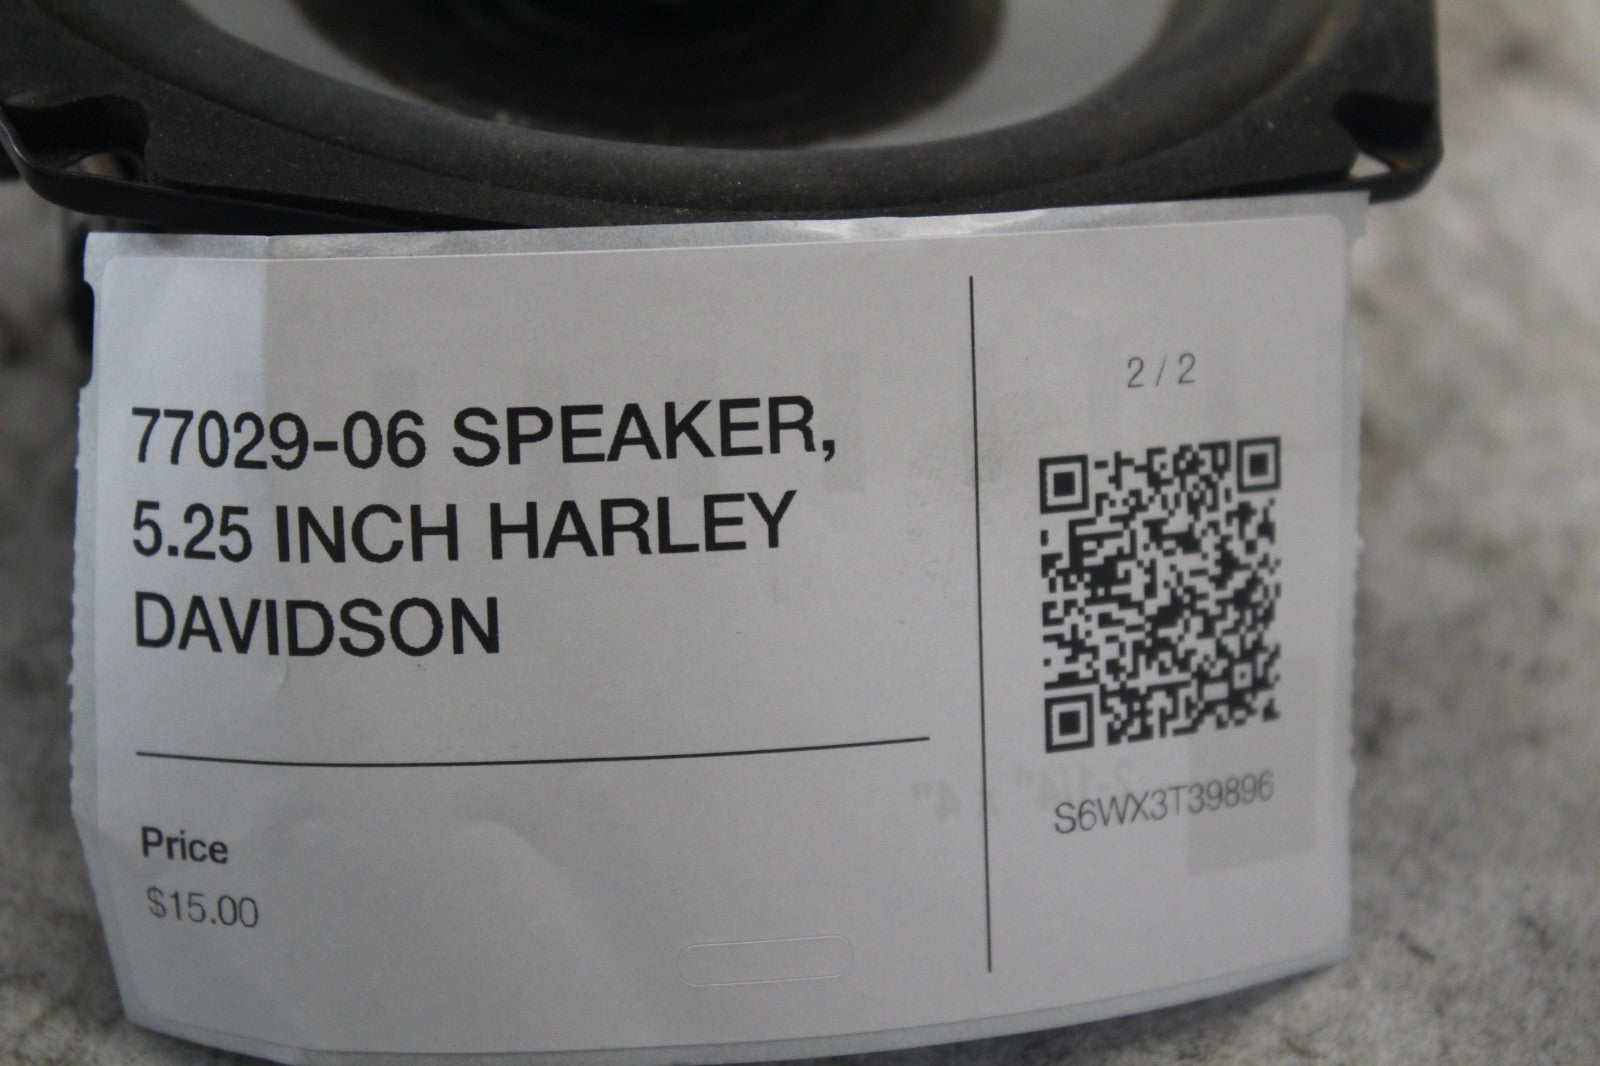 77029-06 SPEAKER,
5.25 INCH HARLEY
DAVIDSON
Price
$15.00
2 / 2
S6WX3T39896